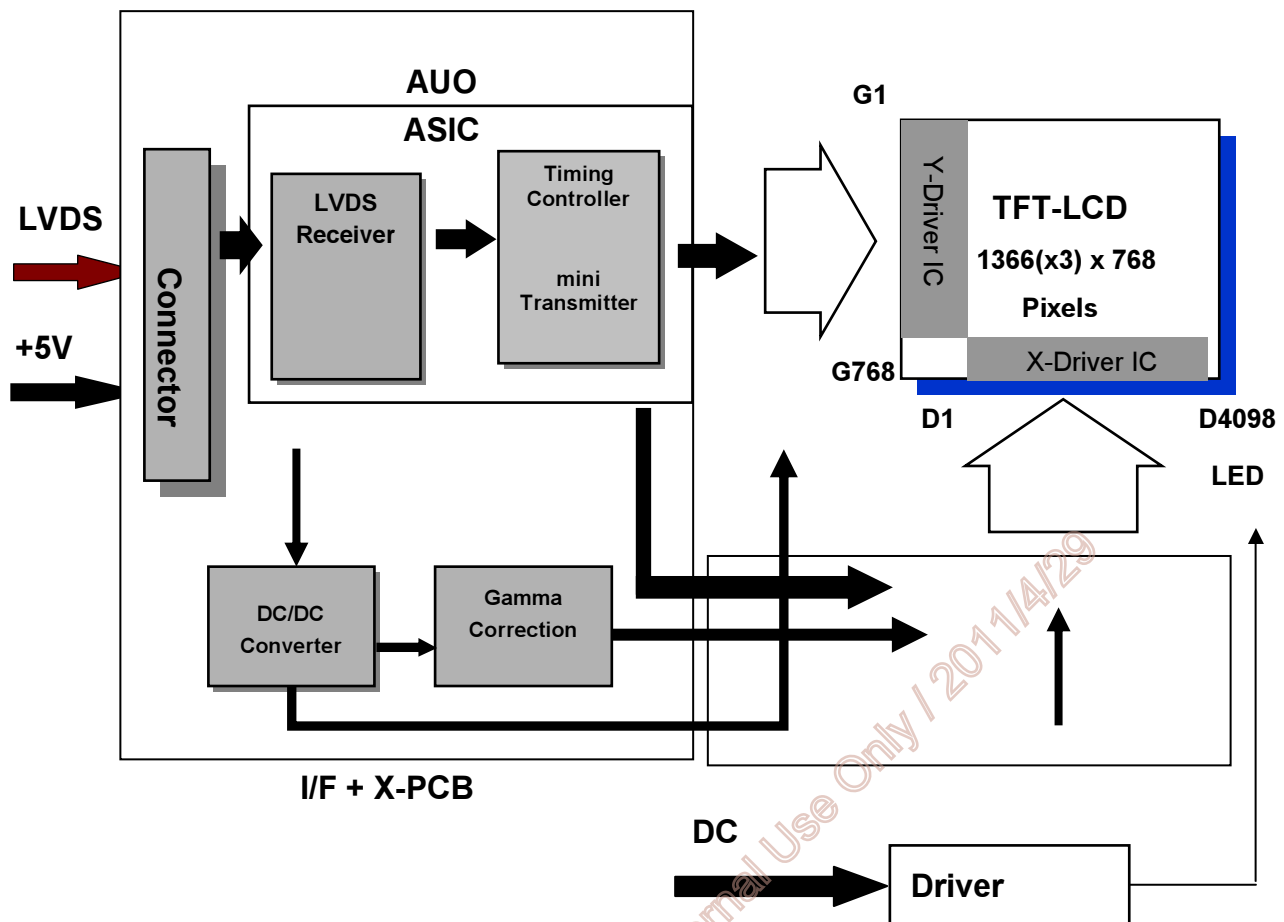 AUO
ASIC
LVDS
+5V
Connector
LVDS
Receiver
Timing
Controller
mini
Transmitter
G1
G768
Y-Driver IC
TFT-LCD
1366(x3) x 768
Pixels
X-Driver IC
D1
D4098
LED
DC/DC
Converter
Gamma
Correction
I/F + X-PCB
DC
Driver
Use Only / 2011/4/29